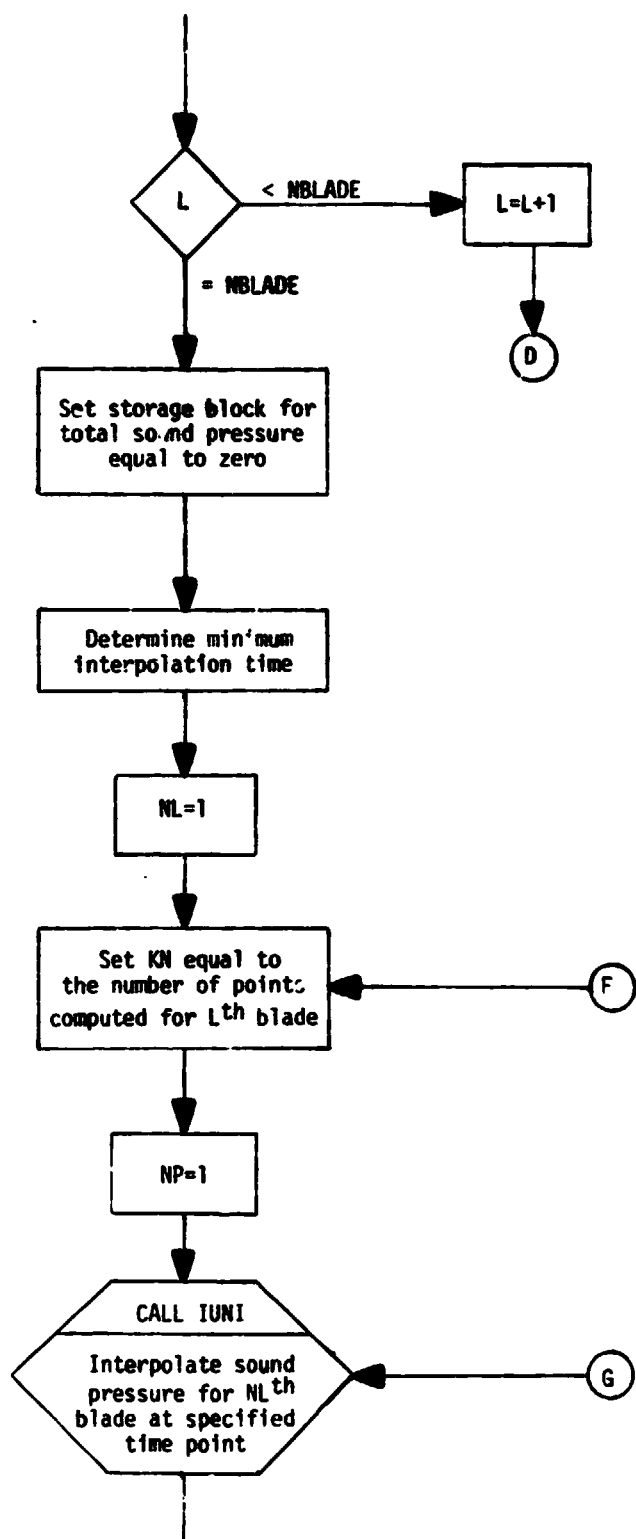 L
< NBLADE
L=L+1
= NBLADE
D
Set storage block for
total sound pressure
equal to zero
Determine minimum
interpolation time
NL=1
Set KN equal to
the number of points
computed for Lth blade
F
NP=1
CALL IUNI
Interpolate sound
pressure for NLth
blade at specified
time point
G